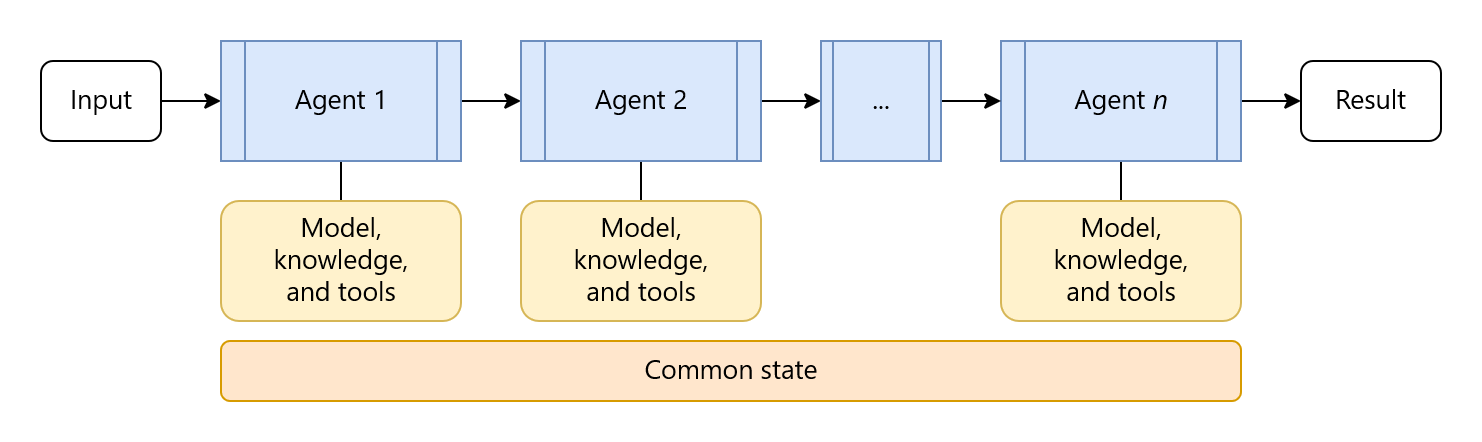 Input
Agent 1
Agent 2
...
Agent n
Result
Model,
knowledge,
and tools
Model,
knowledge,
and tools
Model,
knowledge,
and tools
Common state